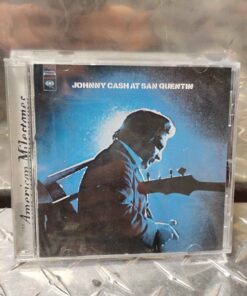 JOHNNY CASH AT SAN QUENTIN
American Milestones